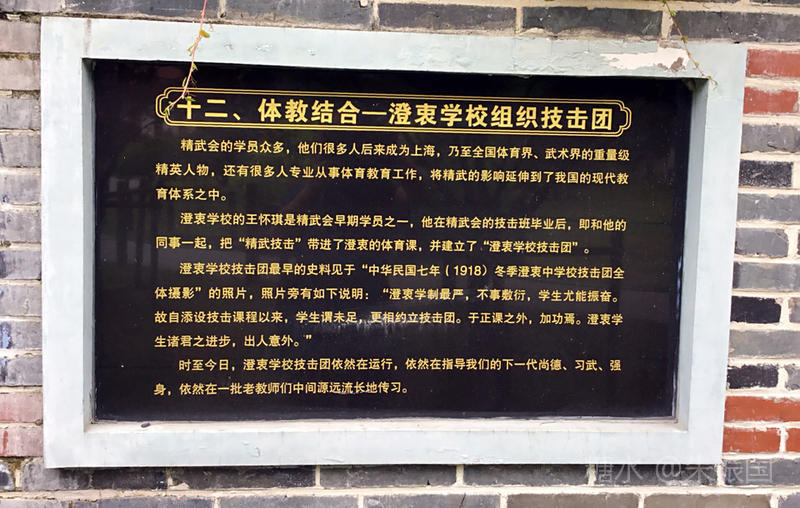 十二、体教结合—澄衷学校组织技击团
精武会的学员众多，他们很多人后来成为上海，乃至全国体育界、武术界的重量级
精英人物，还有很多人专业从事体育教育工作，将精武的影响延伸到了我国的现代教
育体系之中。
澄衷学校的王怀琪是精武会早期学员之一，他在精武会的技击班毕业后，即和他的
同事一起，把“精武技击”带进了澄衷的体育课，并建立了“澄衷学校技击团”。
澄衷学校技击团最早的史料见于“中华民国七年（1918）冬季澄衷中学校技击团全
体摄影”的照片，照片旁有如下说明：“澄衷学制最严，不事敷衍，学生尤能振奋。
故自添设技击课程以来，学生谓未足，更相约立技击团。于正课之外，加功焉。澄衷学
生诸君之进步，出人意外。”
时至今日，澄衷学校技击团依然在运行，依然在指导我们的下一代尚德、习武、强
身，依然在一批老教师们中间源远流长地传习。
糖水 @朱振国